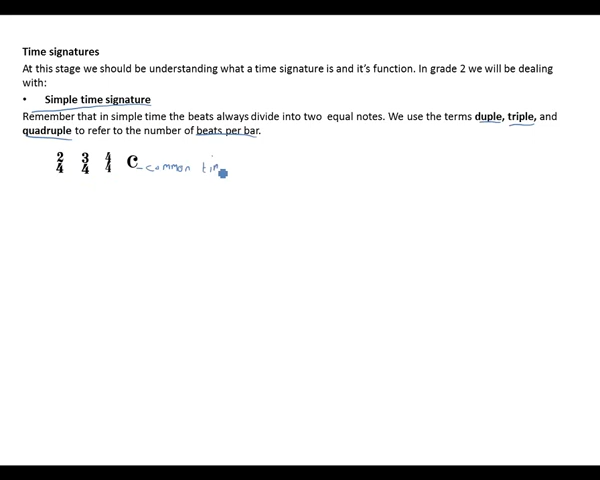 Time signatures
At this stage we should be understanding what a time signature is and it's function. In grade 2 we will be dealing
with:
• Simple time signature
Remember that in simple time the beats always divide into two equal notes. We use the terms duple, triple, and
quadruple to refer to the number of beats per bar.
2/4 3/4 4/4 C - common tim